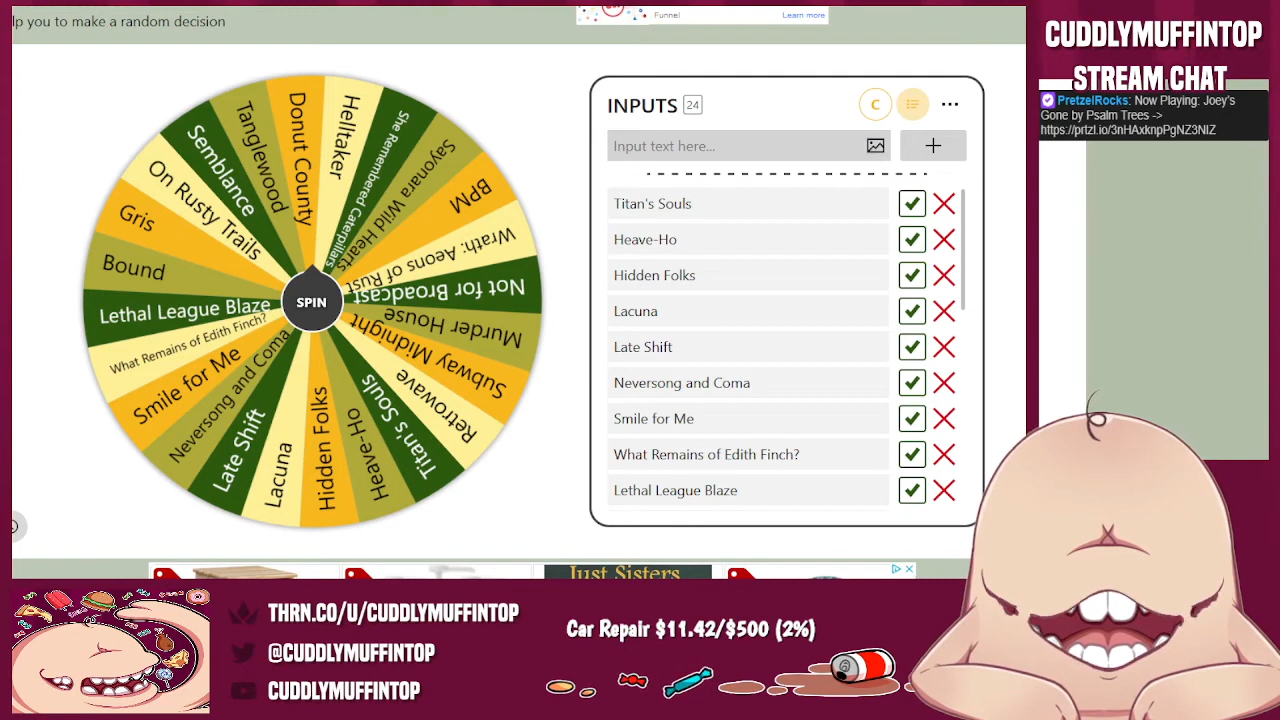 lp you to make a random decision
Funnel
Learn more
Helltaker
She Remembered Caterpillars
Sayonara Wild Hearts
BPM
Wrath: Aeons of Rust
Not for Broadcast
Murder House
Subway Midnight
Retrowave
Titan's Souls
Heave-Ho
Hidden Folks
Lacuna
Late Shift
Neversong and Coma
Smile for Me
What Remains of Edith Finch?
Lethal League Blaze
Bound
Gris
On Rusty Trails
Semblance
Tanglewood
Donut County
SPIN
INPUTS 24
C
Input text here...
Titan's Souls
Heave-Ho
Hidden Folks
Lacuna
Late Shift
Neversong and Coma
Smile for Me
What Remains of Edith Finch?
Lethal League Blaze
Just Sisters
CUDDLYMUFFINTOP
STREAM CHAT
PretzelRocks: Now Playing: Joey's
Gone by Psalm Trees ->
https://prtzl.io/3nHAxknpPgNZ3NlZ
THRN.CO/U/CUDDLYMUFFINTOP
@CUDDLYMUFFINTOP
CUDDLYMUFFINTOP
Car Repair $11.42/$500 (2%)